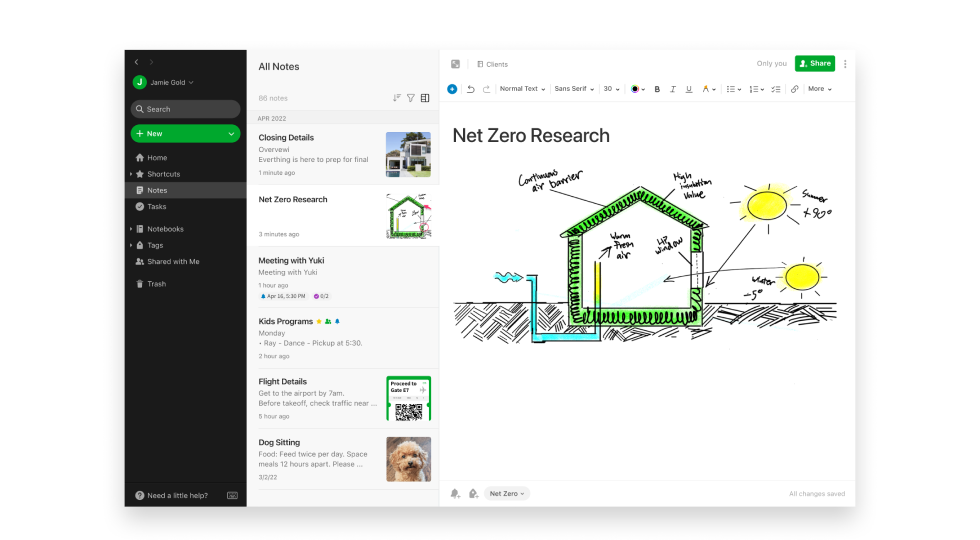 J
Jamie Gold
Search
New
Home
Shortcuts
Notes
Tasks
Notebooks
Tags
Shared with Me
Trash
Need a little help?
All Notes
86 notes
APR 2022
Closing Details
Overvewi
Everthing is here to prep for final
1 minute ago
Net Zero Research
3 minutes ago
Meeting with Yuki
Meeting with Yuki
1 hour ago
Apr 16, 5:30 PM 0/2
Kids Programs
Monday
• Ray - Dance - Pickup at 5:30.
2 hour ago
Flight Details
Get to the airport by 7am.
Before takeoff, check traffic near ...
5 hour ago
Proceed to
Gate E7
Dog Sitting
Food: Feed twice per day. Space
meals 12 hours apart. Please ...
3/2/22
Clients
Only you
Share
Normal Text Sans Serif 30 B I U A More
Net Zero Research
Continuous
air barrier
High
insulation
value
Summer
+90°
Warm
fresh
air
window
-5°
Net Zero
All changes saved